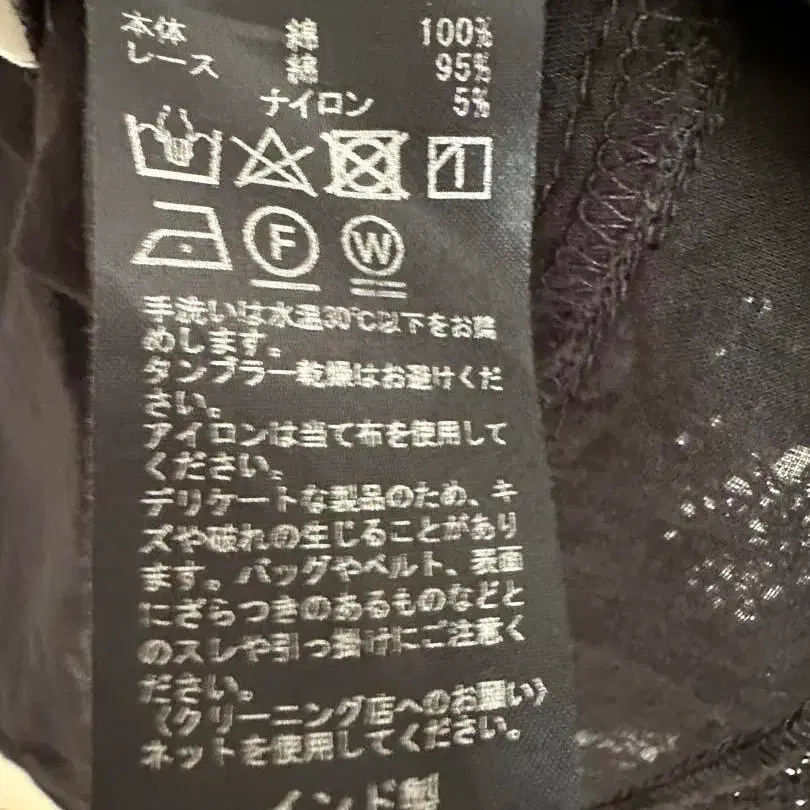 本体 綿 100%
レース 綿 95%
ナイロン 5%
F W
手洗いは水温30℃以下をお薦
めします。
タンブラー乾燥はお避けくだ
さい。
アイロンは当て布を使用して
ください。
デリケートな製品のため、キ
ズや破れの生じることがあり
ます。バッグやベルト、表面
にざらつきのあるものなどと
のスレや引っ掛けにご注意く
ださい。
《クリーニング店へのお願い》
ネットを使用してください。
インド製